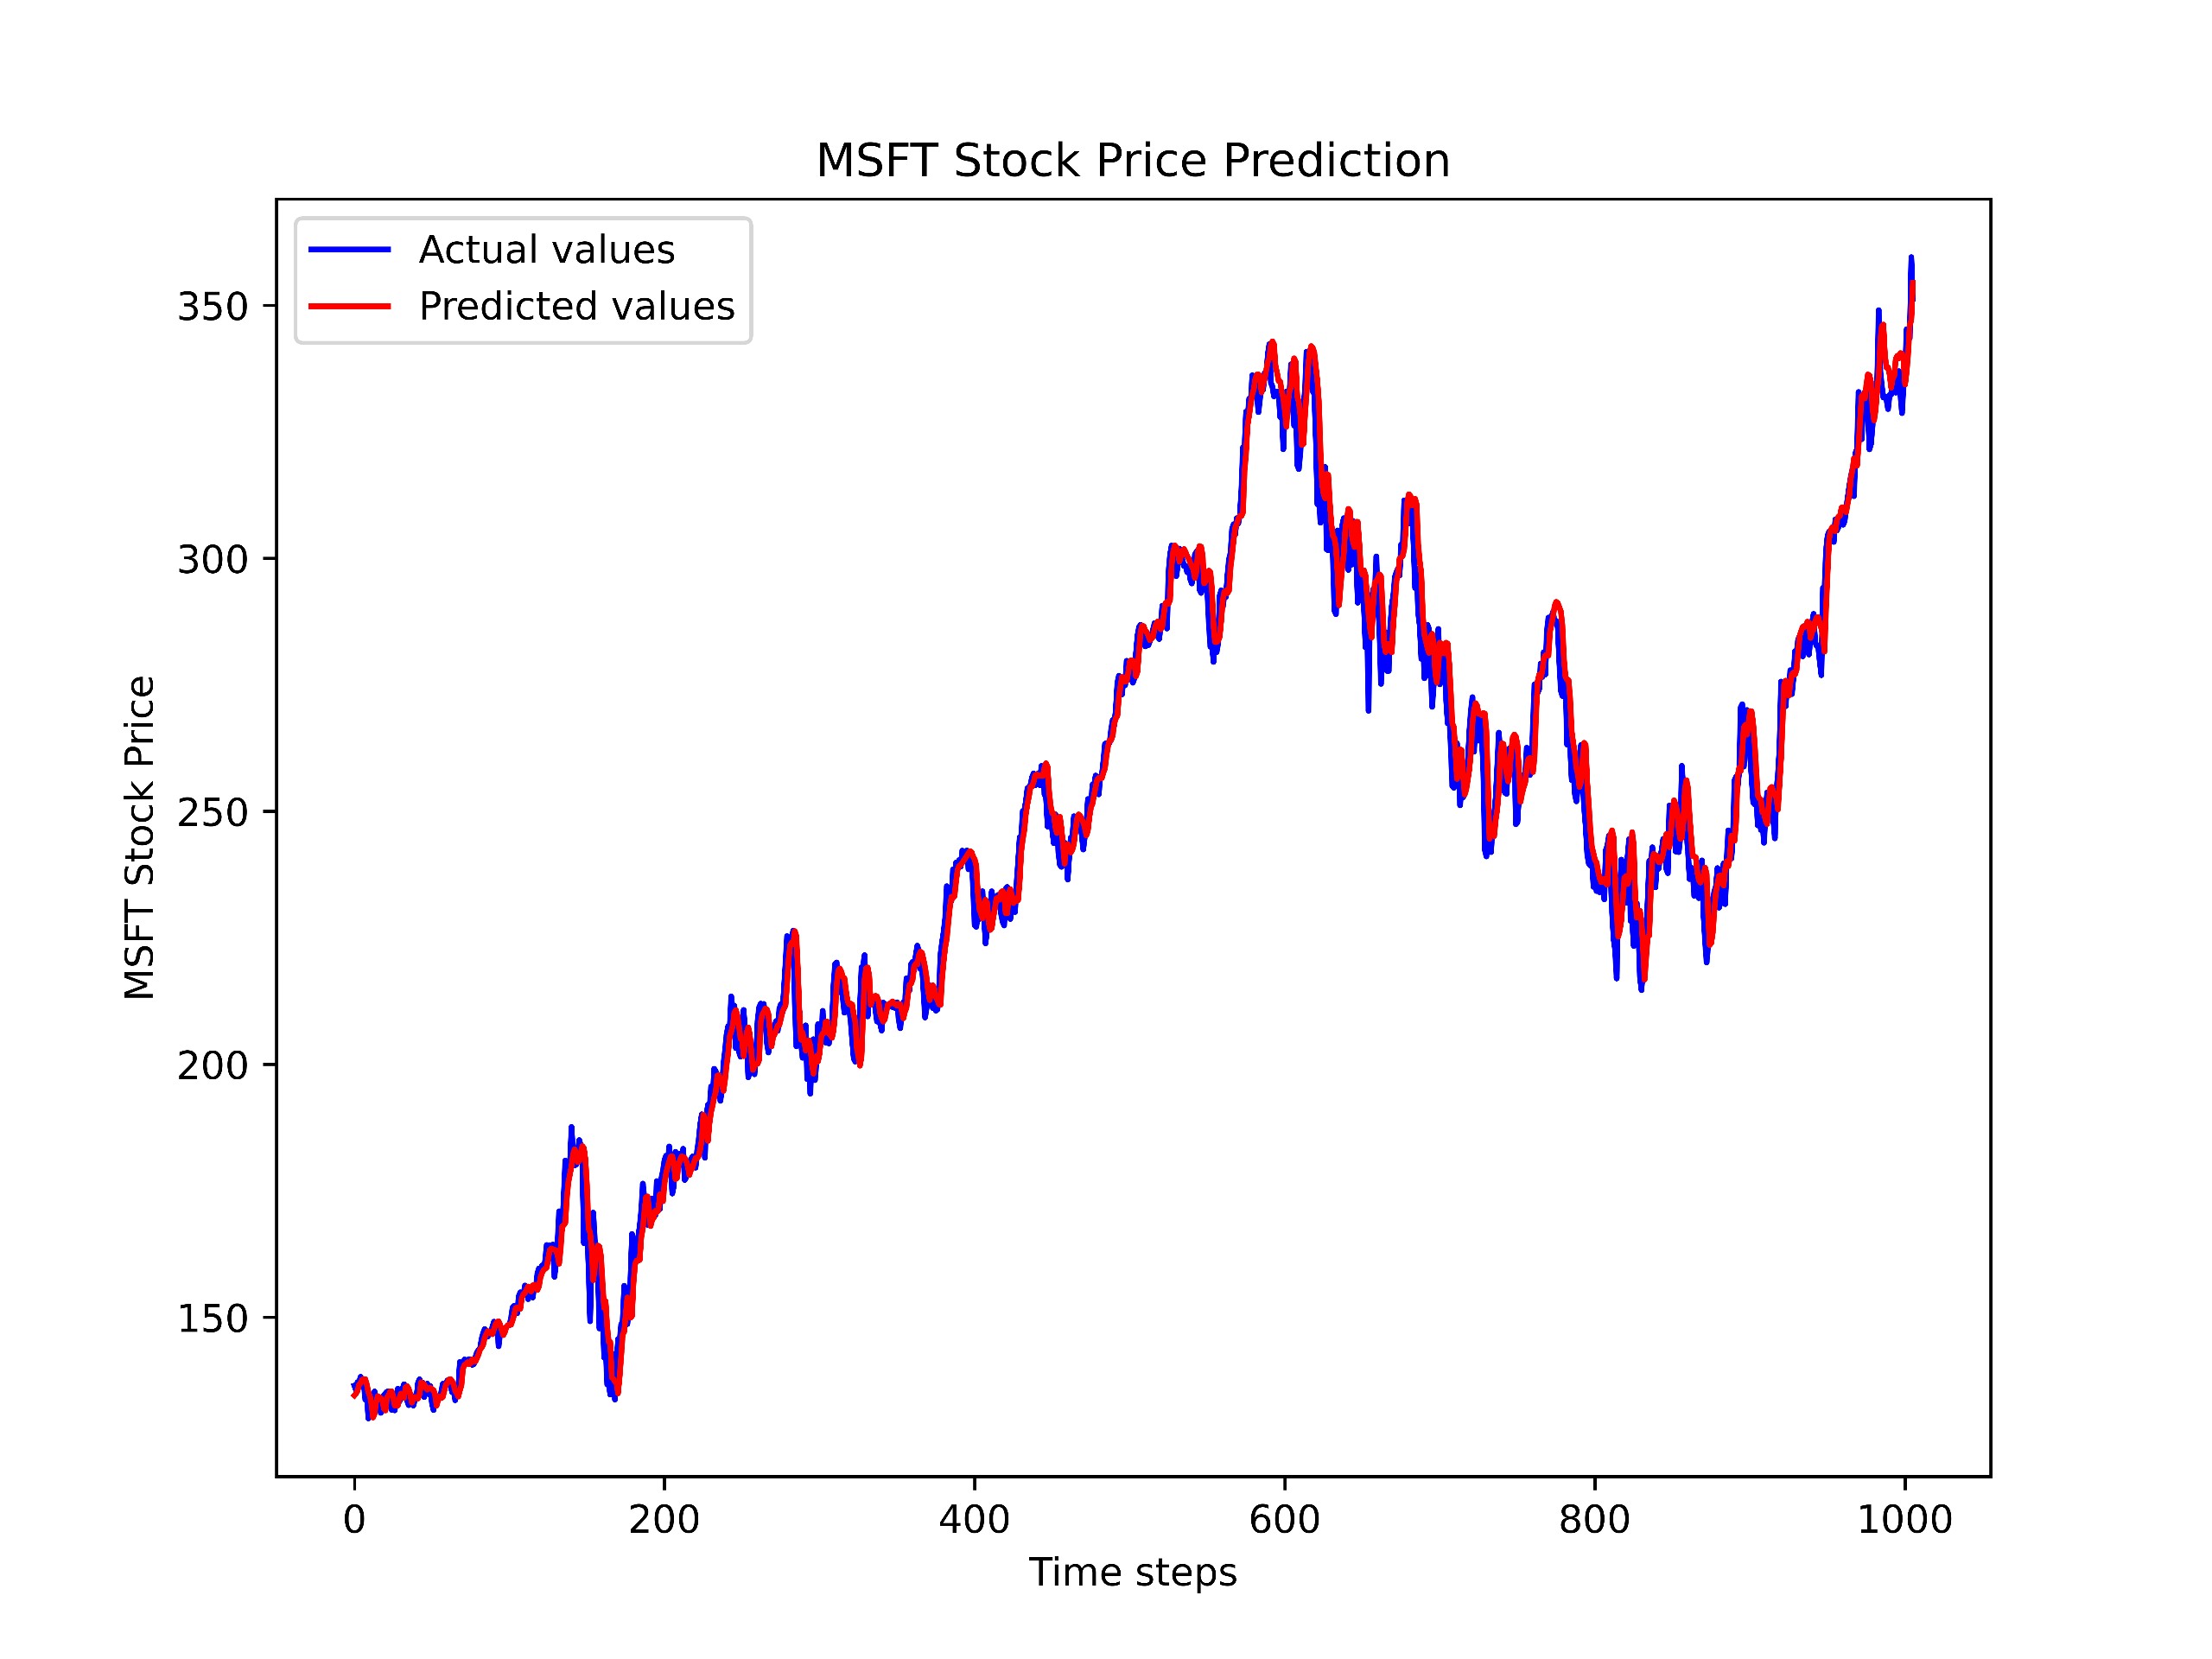 MSFT Stock Price Prediction
Actual values
Predicted values
MSFT Stock Price
350
300
250
200
150
0 200 400 600 800 1000
Time steps